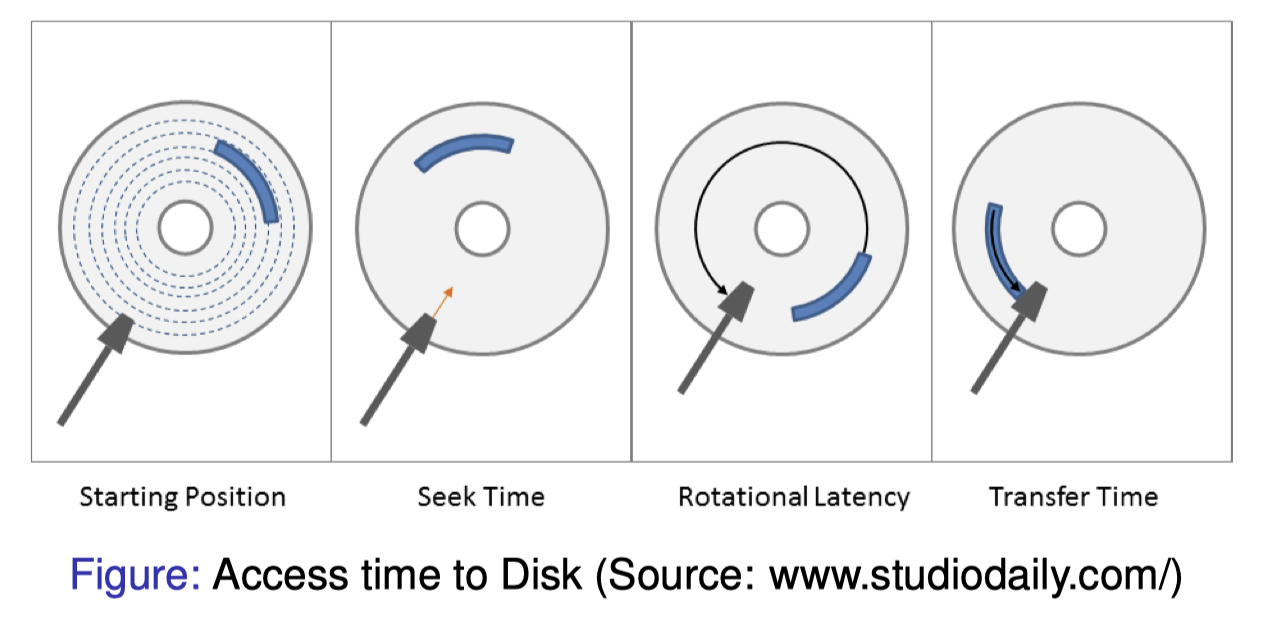 Starting Position
Seek Time
Rotational Latency
Transfer Time
Figure: Access time to Disk (Source: www.studiodaily.com/)